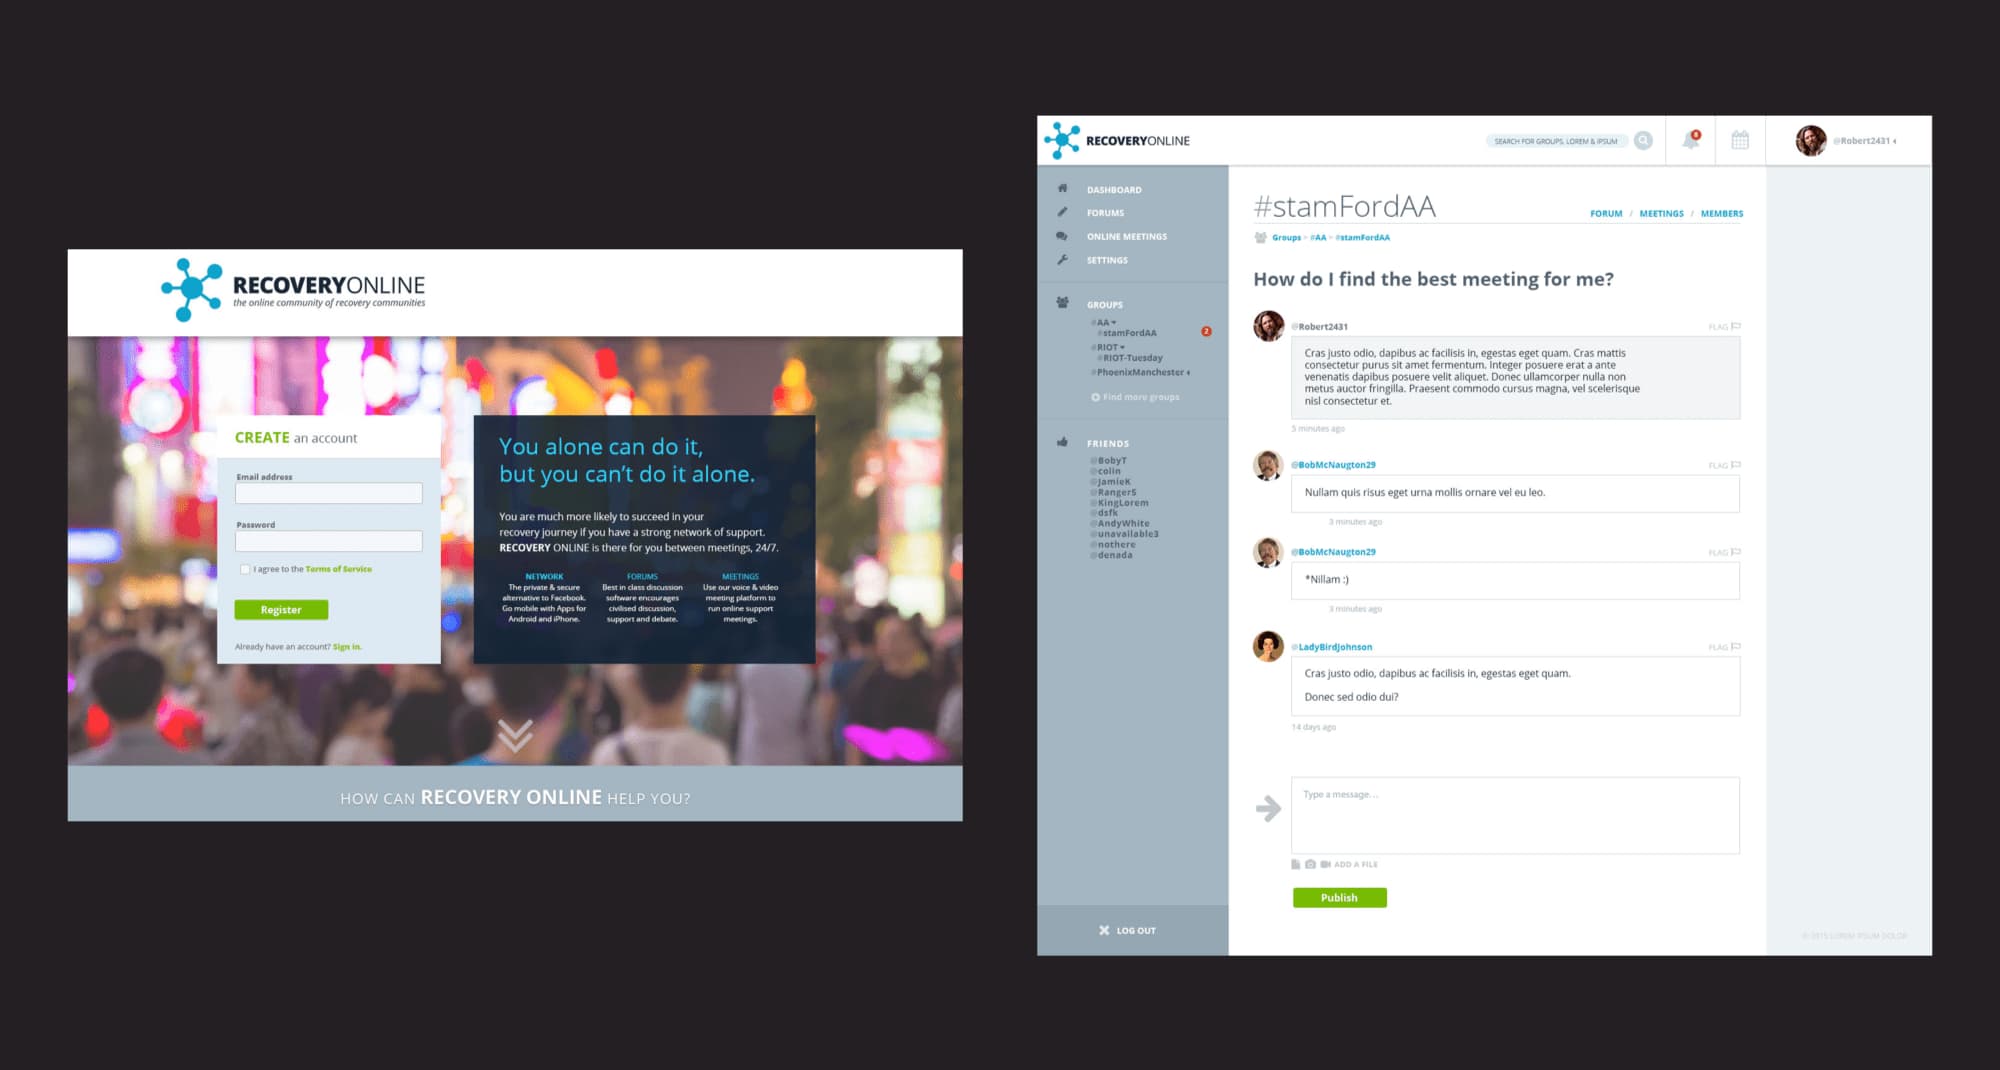 RECOVERYONLINE
the online community of recovery communities
CREATE an account
Email address
Password
I agree to the Terms of Service
Register
Already have an account? Sign in.
You alone can do it,
but you can't do it alone.
You are much more likely to succeed in your
recovery journey if you have a strong network of support.
RECOVERY ONLINE is there for you between meetings, 24/7.
NETWORK
The private & secure
alternative to Facebook.
Go mobile with Apps for
Android and iPhone.
FORUMS
Best in class discussion
software encourages
civilised discussion,
support and debate.
MEETINGS
Use our voice & video
meeting platform to
run online support
meetings.
HOW CAN RECOVERY ONLINE HELP YOU?
RECOVERYONLINE
SEARCH FOR GROUPS, LOREM & IPSUM
8
@Robert2431
DASHBOARD
FORUMS
ONLINE MEETINGS
SETTINGS
GROUPS
#AA
#stamFordAA
2
#RIOT
#RIOT-Tuesday
#PhoenixManchester
Find more groups
FRIENDS
@BobyT
@colin
@JamieK
@Ranger5
@KingLorem
@dsfk
@AndyWhite
@unavailable3
@nothere
@denada
LOG OUT
#stamFordAA
FORUM / MEETINGS / MEMBERS
Groups > #AA > #stamFordAA
How do I find the best meeting for me?
@Robert2431
FLAG
Cras justo odio, dapibus ac facilisis in, egestas eget quam. Cras mattis
consectetur purus sit amet fermentum. Integer posuere erat a ante
venenatis dapibus posuere velit aliquet. Donec ullamcorper nulla non
metus auctor fringilla. Praesent commodo cursus magna, vel scelerisque
nisl consectetur et.
5 minutes ago
@BobMcNaugton29
FLAG
Nullam quis risus eget urna mollis ornare vel eu leo.
3 minutes ago
@BobMcNaugton29
FLAG
*Nillam :)
3 minutes ago
@LadyBirdJohnson
FLAG
Cras justo odio, dapibus ac facilisis in, egestas eget quam.
Donec sed odio dui?
14 days ago
Type a message...
ADD A FILE
Publish
© 2015 LOREM IPSUM DOLOR